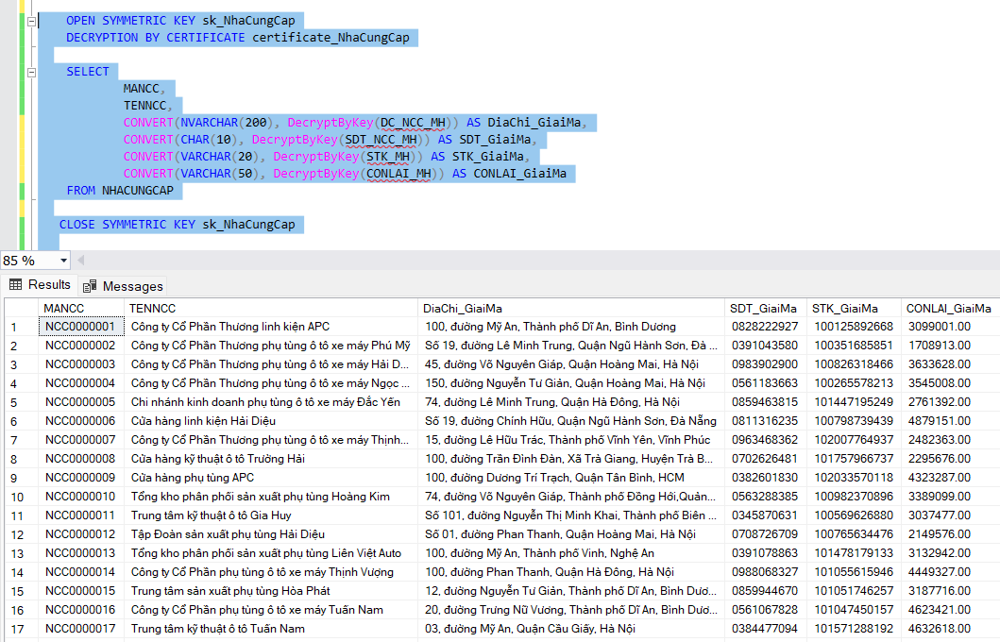 OPEN SYMMETRIC KEY sk_NhaCungCap
DECRYPTION BY CERTIFICATE certificate_NhaCungCap
SELECT
MANCC,
TENNCC,
CONVERT(NVARCHAR(200), DecryptByKey(DC_NCC_MH)) AS DiaChi_GiaiMa,
CONVERT(CHAR(10), DecryptByKey(SDT_NCC_MH)) AS SDT_GiaiMa,
CONVERT(VARCHAR(20), DecryptByKey(STK_MH)) AS STK_GiaiMa,
CONVERT(VARCHAR(50), DecryptByKey(CONLAI_MH)) AS CONLAI_GiaiMa
FROM NHACUNGCAP
CLOSE SYMMETRIC KEY sk_NhaCungCap
85 %
Results Messages
MANCC TENNCC DiaChi_GiaiMa SDT_GiaiMa STK_GiaiMa CONLAI_GiaiMa
1 NCC0000001 Công ty Cổ Phần Thương linh kiện APC 100, đường Mỹ An, Thành phố Dĩ An, Bình Dương 0828222927 100125892668 3099001.00
2 NCC0000002 Công ty Cổ Phần Thương phụ tùng ô tô xe máy Phú Mỹ Số 19, đường Lê Minh Trung, Quận Ngũ Hành Sơn, Đà ... 0391043580 100351685851 1708913.00
3 NCC0000003 Công ty Cổ Phần Thương phụ tùng ô tô xe máy Hải D... 45, đường Võ Nguyên Giáp, Quận Hoàng Mai, Hà Nội 0983902900 100826318466 3633628.00
4 NCC0000004 Công ty Cổ Phần Thương phụ tùng ô tô xe máy Ngọc ... 150, đường Nguyễn Tư Giản, Quận Hoàng Mai, Hà Nội 0561183663 100265578213 3545008.00
5 NCC0000005 Chi nhánh kinh doanh phụ tùng ô tô xe máy Đắc Yến 74, đường Lê Minh Trung, Quận Hà Đông, Hà Nội 0859463815 101447195249 2761392.00
6 NCC0000006 Cửa hàng linh kiện Hải Diệu Số 19, đường Chính Hữu, Quận Ngũ Hành Sơn, Đà Nẵng 0811316235 100798739439 4879151.00
7 NCC0000007 Công ty Cổ Phần Thương phụ tùng ô tô xe máy Thịnh... 15, đường Lê Hữu Trác, Thành phố Vĩnh Yên, Vĩnh Phúc 0963468362 102007764937 2482363.00
8 NCC0000008 Cửa hàng kỹ thuật ô tô Trường Hải 100, đường Trần Đình Đàn, Xã Trà Giang, Huyện Trà B... 0702626481 101757966737 2295676.00
9 NCC0000009 Cửa hàng phụ tùng APC 100, đường Dương Trí Trạch, Quận Tân Bình, HCM 0382601830 102033570118 4323287.00
10 NCC0000010 Tổng kho phân phối sản xuất phụ tùng Hoàng Kim 74, đường Võ Nguyên Giáp, Thành phố Đồng Hới,Quản... 0563288385 100982370896 3389099.00
11 NCC0000011 Trung tâm kỹ thuật ô tô Gia Huy Số 101, đường Nguyễn Thị Minh Khai, Thành phố Biên ... 0345870631 100569626880 3037477.00
12 NCC0000012 Tập Đoàn sản xuất phụ tùng Hải Diệu Số 01, đường Phan Thanh, Quận Hoàng Mai, Hà Nội 0708726709 100765634476 2149576.00
13 NCC0000013 Tổng kho phân phối sản xuất phụ tùng Liên Việt Auto 100, đường Mỹ An, Thành phố Vinh, Nghệ An 0391078863 101478179133 3132942.00
14 NCC0000014 Công ty Cổ Phần phụ tùng ô tô xe máy Thịnh Vượng 100, đường Phan Thanh, Quận Hà Đông, Hà Nội 0988068327 101055615946 4449327.00
15 NCC0000015 Trung tâm sản xuất phụ tùng Hòa Phát 12, đường Nguyễn Tư Giản, Thành phố Dĩ An, Bình Dươ... 0859944670 101051746257 3187716.00
16 NCC0000016 Công ty Cổ Phần phụ tùng ô tô xe máy Tuấn Nam 20, đường Trưng Nữ Vương, Thành phố Dĩ An, Bình Dươ... 0561067828 101047450157 4623421.00
17 NCC0000017 Trung tâm kỹ thuật ô tô Tuấn Nam 03, đường Mỹ An, Quận Cầu Giấy, Hà Nội 0384477094 101571288192 4632618.00